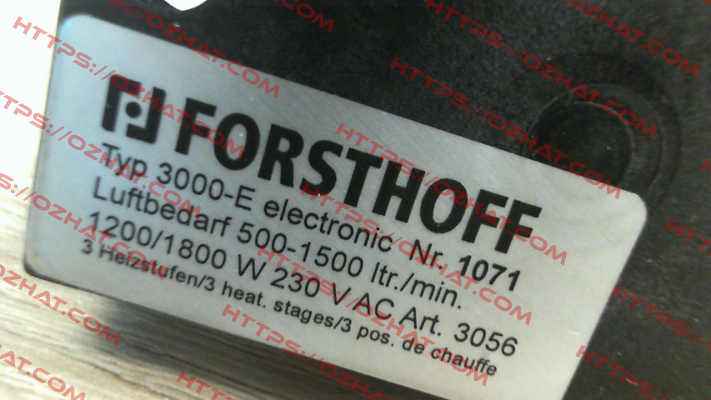 FORSTHOFF
Typ 3000-E electronic Nr. 1071
Luftbedarf 500-1500 ltr./min.
1200/1800 W 230 V AC Art. 3056
3 Heizstufen/3 heat. stages/3 pos. de chauffe
HTTPS://OZHAT.COM